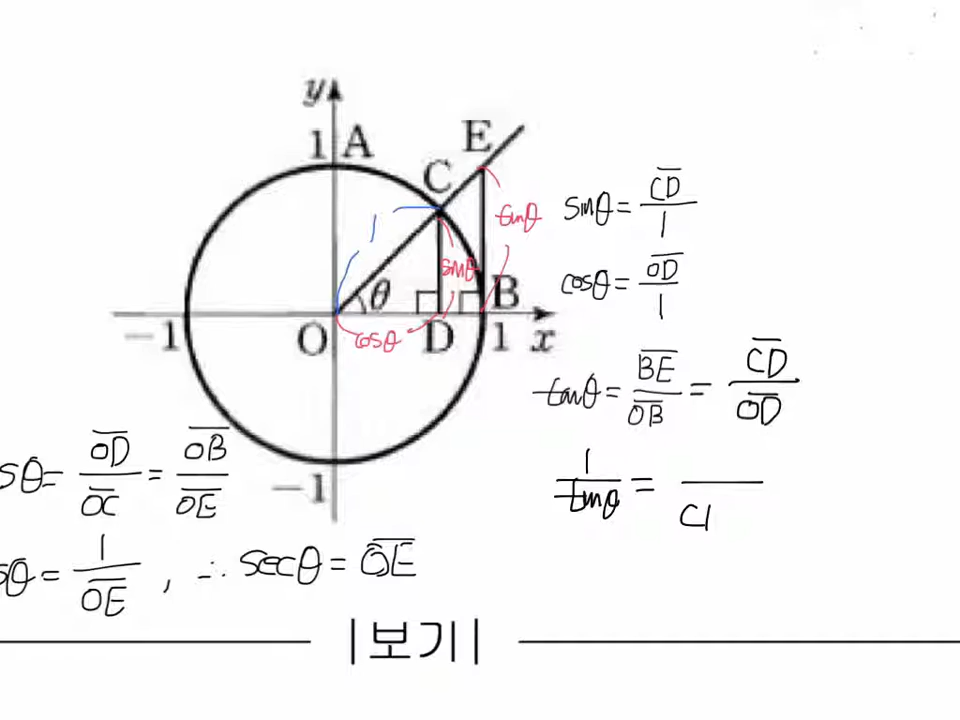 y
1 A
E
C
1
tanθ
sinθ
θ
B
-1 O cosθ D 1 x
-1
sinθ = CD̅/1
cosθ = OD̅/1
tanθ = BE̅/OB̅ = CD̅/OD̅
1/tanθ = /C
sθ = OD̅/OC̅ = OB̅/OE̅
sθ = 1/OE̅ , ∴ secθ = OE̅
|보기|